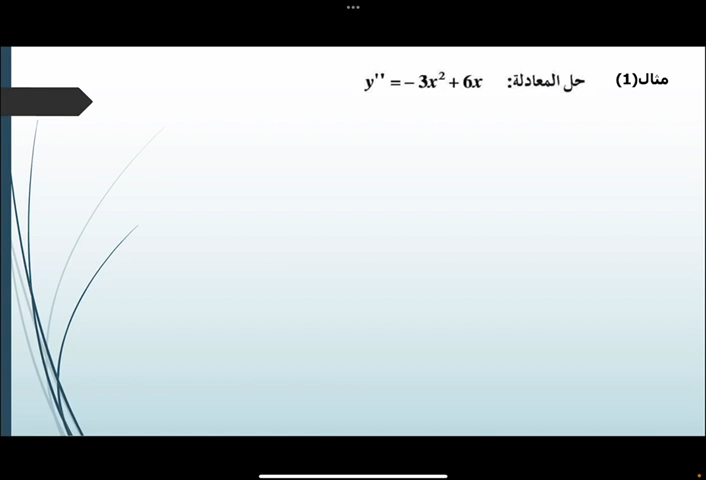 مثال(1) حل المعادلة: y'' = − 3x² + 6x